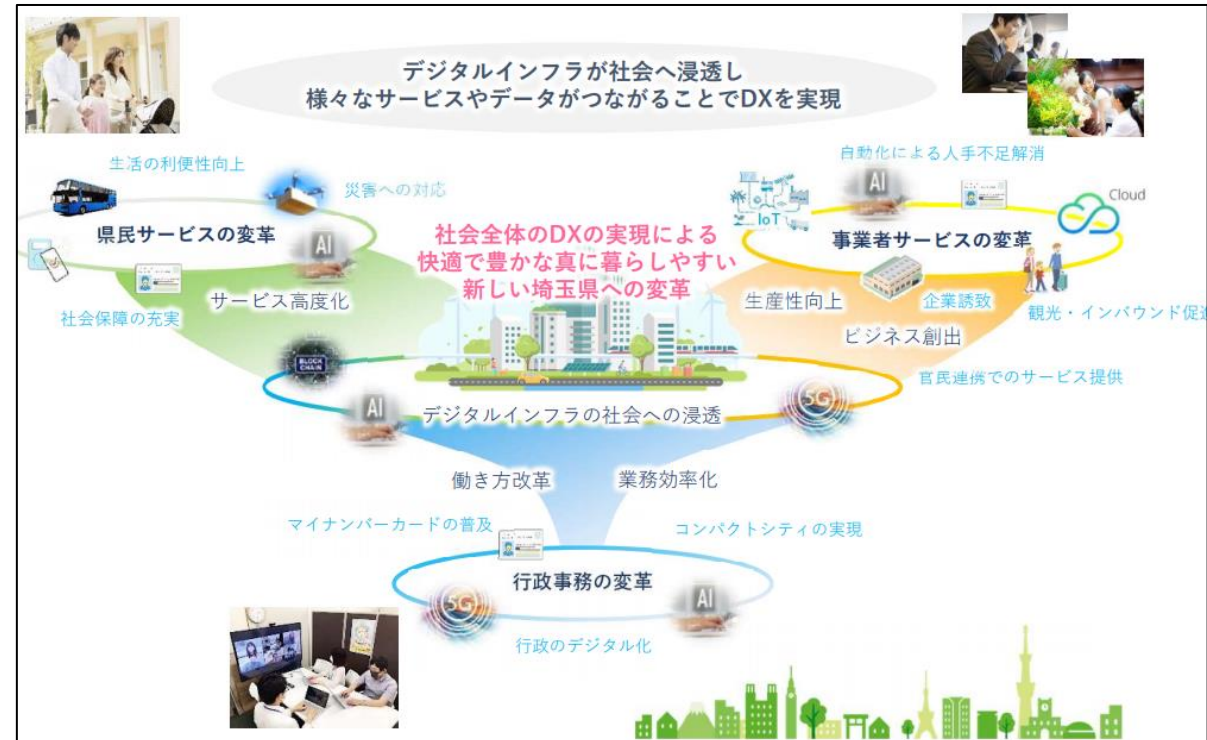 デジタルインフラが社会へ浸透し
様々なサービスやデータがつながることでDXを実現
生活の利便性向上
災害への対応
県民サービスの変革
AI
サービス高度化
社会保障の充実
社会全体のDXの実現による
快適で豊かな真に暮らしやすい
新しい埼玉県への変革
自動化による人手不足解消
AI
IoT
Cloud
事業者サービスの変革
生産性向上
企業誘致
観光・インバウンド促進
ビジネス創出
官民連携でのサービス提供
BLOCK
CHAIN
AI
デジタルインフラの社会への浸透
5G
働き方改革
業務効率化
マイナンバーカードの普及
コンパクトシティの実現
行政事務の変革
5G
AI
行政のデジタル化